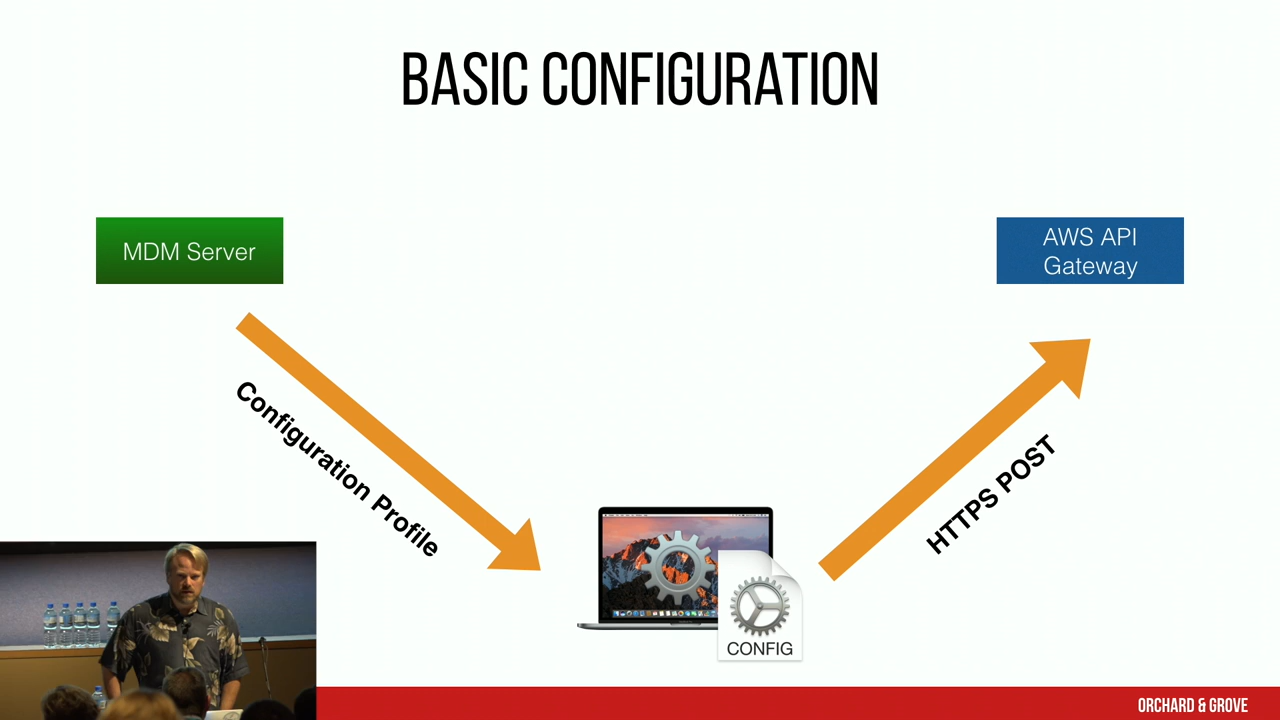 BASIC CONFIGURATION
MDM Server
AWS API
Gateway
Configuration Profile
HTTPS POST
CONFIG
ORCHARD & GROVE